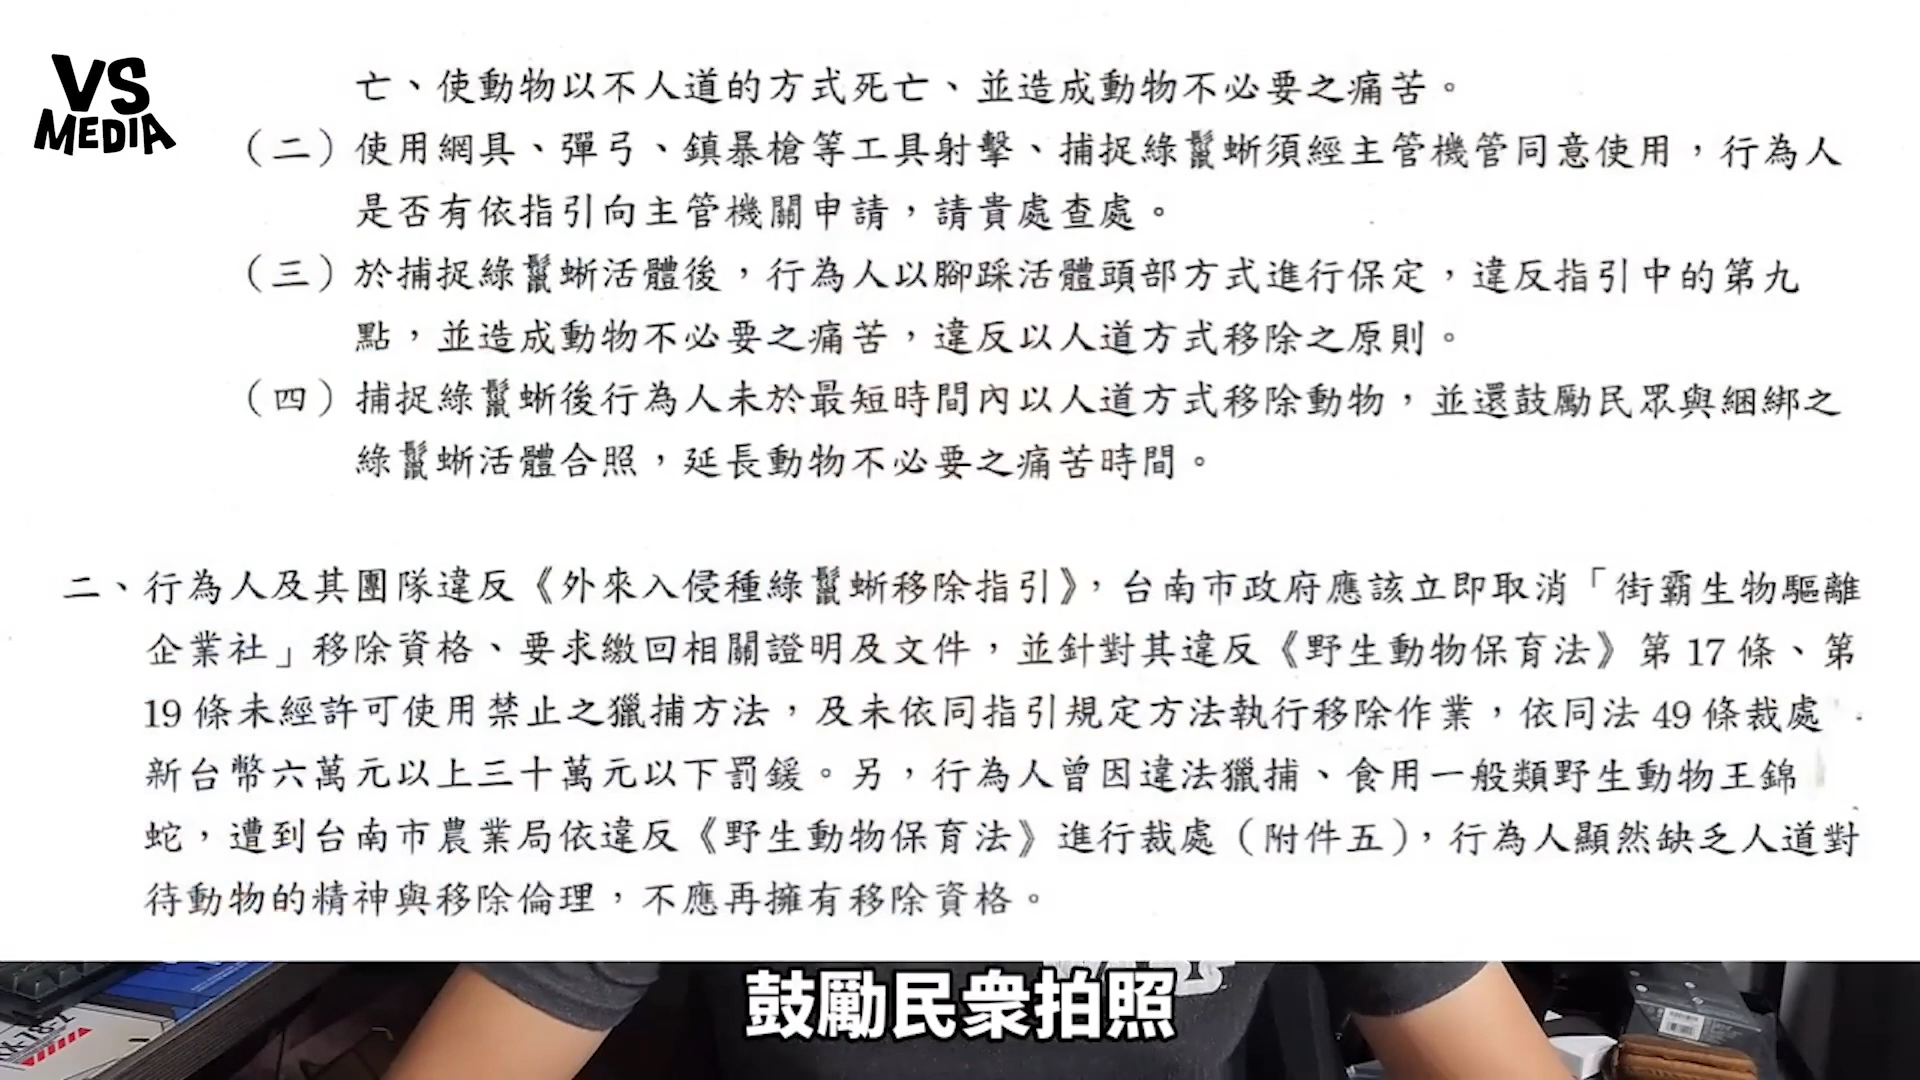 VS
MEDIA
亡、使動物以不人道的方式死亡、並造成動物不必要之痛苦。
（二）使用網具、彈弓、鎮暴槍等工具射擊、捕捉綠鬣蜥須經主管機管同意使用，行為人
是否有依指引向主管機關申請，請貴處查處。
（三）於捕捉綠鬣蜥活體後，行為人以腳踩活體頭部方式進行保定，違反指引中的第九
點，並造成動物不必要之痛苦，違反以人道方式移除之原則。
（四）捕捉綠鬣蜥後行為人未於最短時間內以人道方式移除動物，並還鼓勵民眾與綑綁之
綠鬣蜥活體合照，延長動物不必要之痛苦時間。
二、行為人及其團隊違反《外來入侵種綠鬣蜥移除指引》，台南市政府應該立即取消「街霸生物驅離
企業社」移除資格、要求繳回相關證明及文件，並針對其違反《野生動物保育法》第 17 條、第
19 條未經許可使用禁止之獵捕方法，及未依同指引規定方法執行移除作業，依同法 49 條裁處
新台幣六萬元以上三十萬元以下罰鍰。另，行為人曾因違法獵捕、食用一般類野生動物王錦
蛇，遭到台南市農業局依違反《野生動物保育法》進行裁處（附件五），行為人顯然缺乏人道對
待動物的精神與移除倫理，不應再擁有移除資格。
鼓勵民眾拍照
RX-78-2